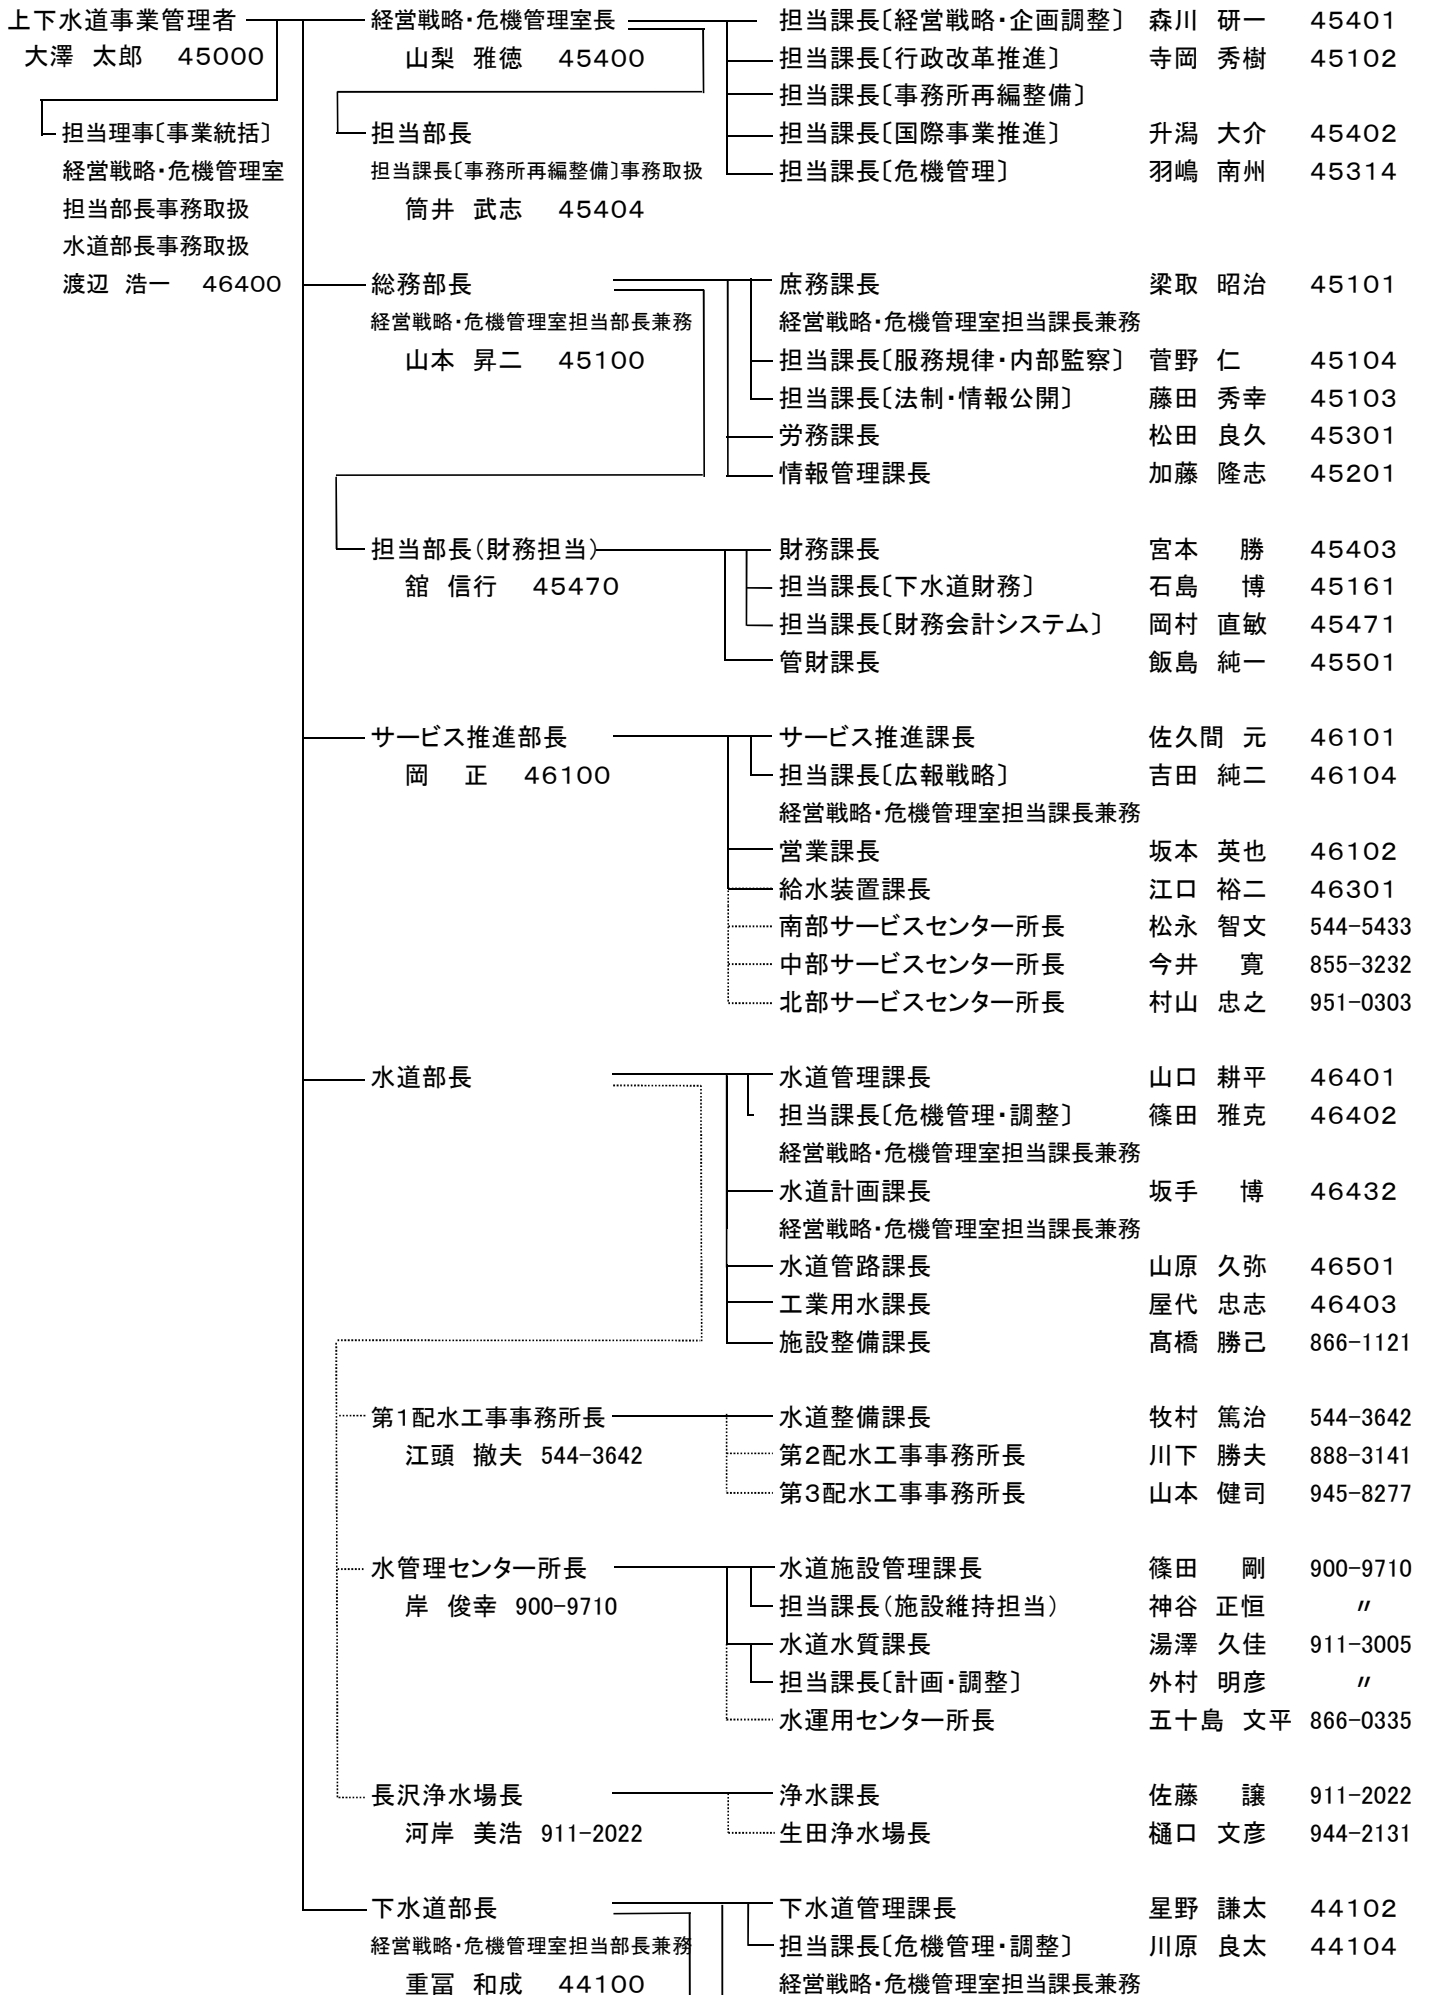 上下水道事業管理者 経営戦略・危機管理室長 担当課長〔経営戦略・企画調整〕 森川 研一 45401
大澤 太郎 45000 山梨 雅徳 45400 担当課長〔行政改革推進〕 寺岡 秀樹 45102
担当課長〔事務所再編整備〕
担当理事〔事業統括〕 担当部長 担当課長〔国際事業推進〕 升潟 大介 45402
経営戦略・危機管理室 担当課長〔事務所再編整備〕事務取扱 担当課長〔危機管理〕 羽嶋 南州 45314
担当部長事務取扱 筒井 武志 45404
水道部長事務取扱
渡辺 浩一 46400 総務部長 庶務課長 梁取 昭治 45101
経営戦略・危機管理室担当部長兼務 経営戦略・危機管理室担当課長兼務
山本 昇二 45100 担当課長〔服務規律・内部監察〕 菅野 仁 45104
担当課長〔法制・情報公開〕 藤田 秀幸 45103
労務課長 松田 良久 45301
情報管理課長 加藤 隆志 45201
担当部長（財務担当） 財務課長 宮本 勝 45403
舘 信行 45470 担当課長〔下水道財務〕 石島 博 45161
担当課長〔財務会計システム〕 岡村 直敏 45471
管財課長 飯島 純一 45501
サービス推進部長 サービス推進課長 佐久間 元 46101
岡 正 46100 担当課長〔広報戦略〕 吉田 純二 46104
経営戦略・危機管理室担当課長兼務
営業課長 坂本 英也 46102
給水装置課長 江口 裕二 46301
南部サービスセンター所長 松永 智文 544-5433
中部サービスセンター所長 今井 寛 855-3232
北部サービスセンター所長 村山 忠之 951-0303
水道部長 水道管理課長 山口 耕平 46401
担当課長〔危機管理・調整〕 篠田 雅克 46402
経営戦略・危機管理室担当課長兼務
水道計画課長 坂手 博 46432
経営戦略・危機管理室担当課長兼務
水道管路課長 山原 久弥 46501
工業用水課長 屋代 忠志 46403
施設整備課長 髙橋 勝己 866-1121
第1配水工事事務所長 水道整備課長 牧村 篤治 544-3642
江頭 撤夫 544-3642 第2配水工事事務所長 川下 勝夫 888-3141
第3配水工事事務所長 山本 健司 945-8277
水管理センター所長 水道施設管理課長 篠田 剛 900-9710
岸 俊幸 900-9710 担当課長（施設維持担当） 神谷 正恒 〃
水道水質課長 湯澤 久佳 911-3005
担当課長〔計画・調整〕 外村 明彦 〃
水運用センター所長 五十島 文平 866-0335
長沢浄水場長 浄水課長 佐藤 譲 911-2022
河岸 美浩 911-2022 生田浄水場長 樋口 文彦 944-2131
下水道部長 下水道管理課長 星野 謙太 44102
経営戦略・危機管理室担当部長兼務 担当課長〔危機管理・調整〕 川原 良太 44104
重冨 和成 44100 経営戦略・危機管理室担当課長兼務